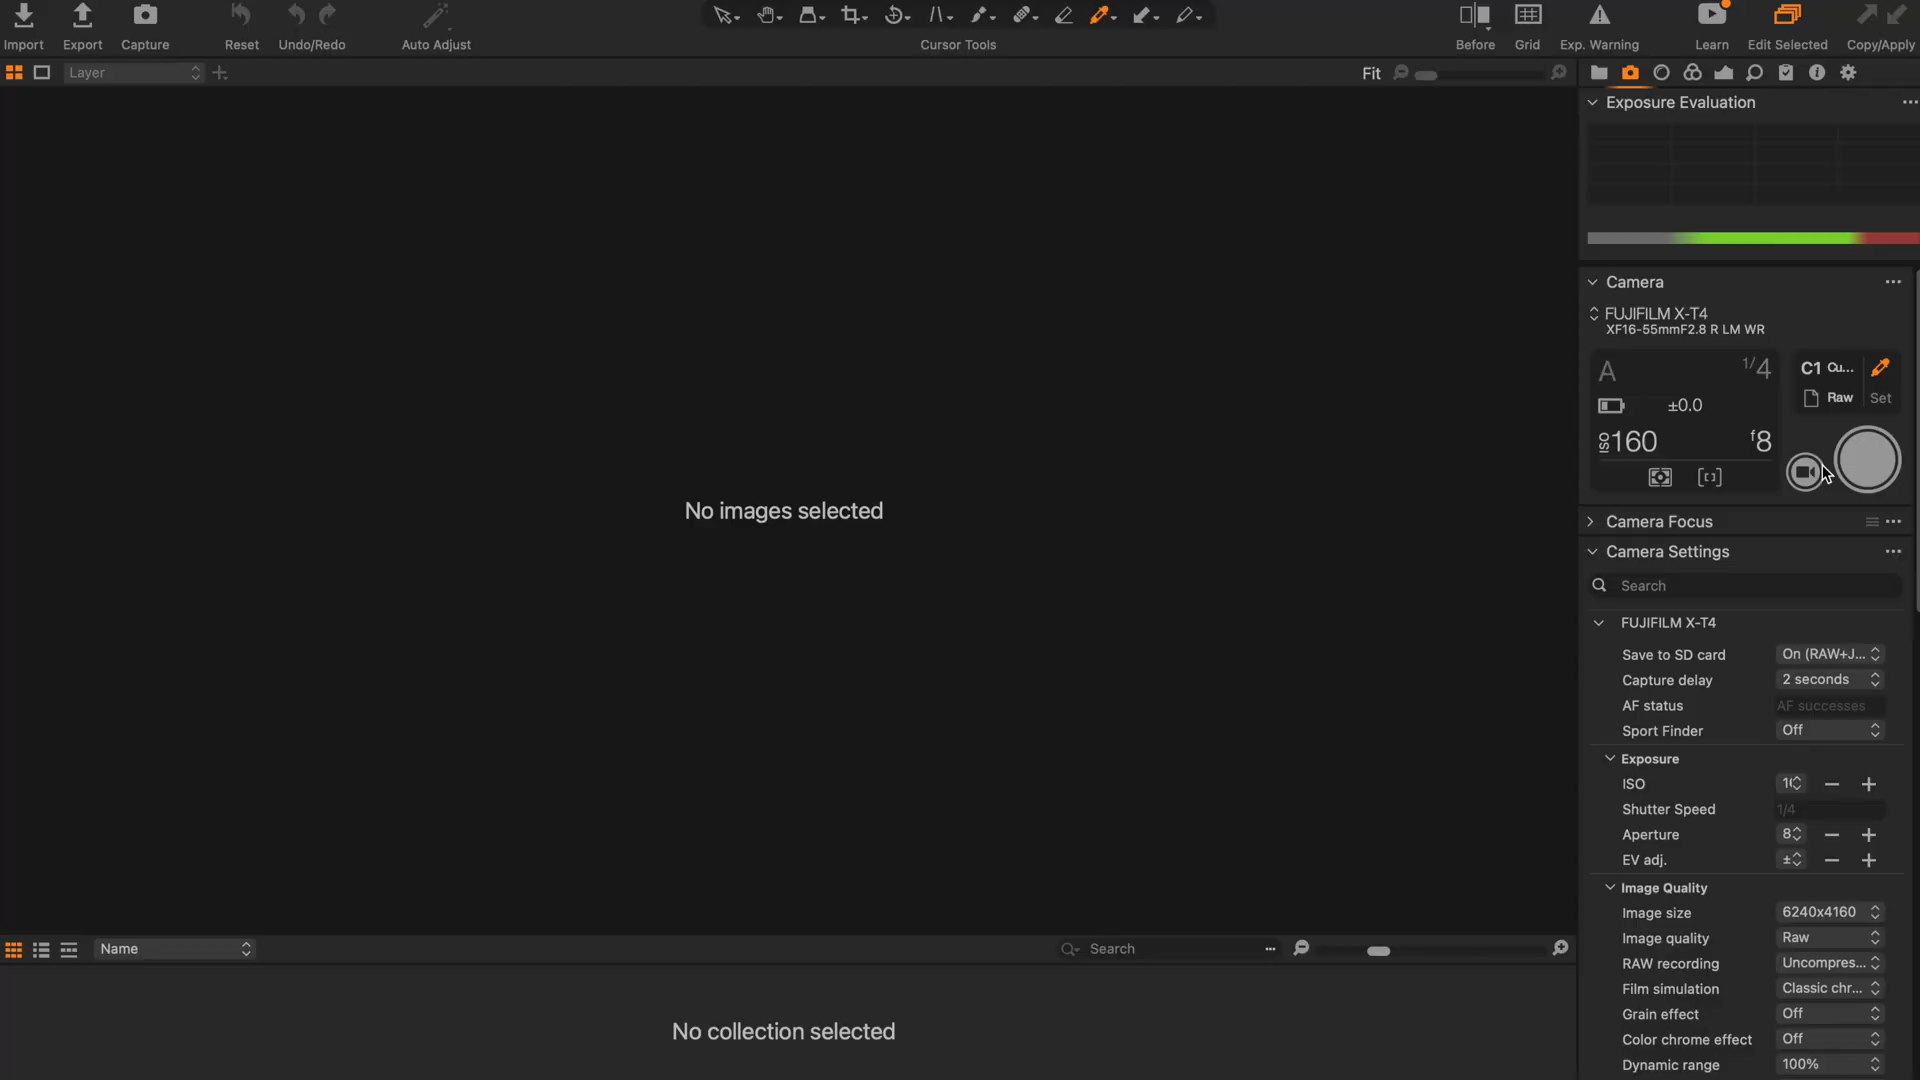 Import Export Capture Reset Undo/Redo Auto Adjust Cursor Tools Before Grid Exp. Warning Learn Edit Selected Copy/Apply
Layer Fit
Exposure Evaluation
Camera
FUJIFILM X-T4
XF16-55mmF2.8 R LM WR
A 1/4 C1 Cu...
±0.0 Raw Set
ISO 160 f8
No images selected
Camera Focus
Camera Settings
Search
FUJIFILM X-T4
Save to SD card On (RAW+J...
Capture delay 2 seconds
AF status AF successes
Sport Finder Off
Exposure
ISO
Shutter Speed 1/4
Aperture 8
EV adj. ±
Image Quality
Image size 6240x4160
Image quality Raw
RAW recording Uncompres...
Film simulation Classic chr...
Grain effect Off
Color chrome effect Off
Dynamic range 100%
Name Search
No collection selected